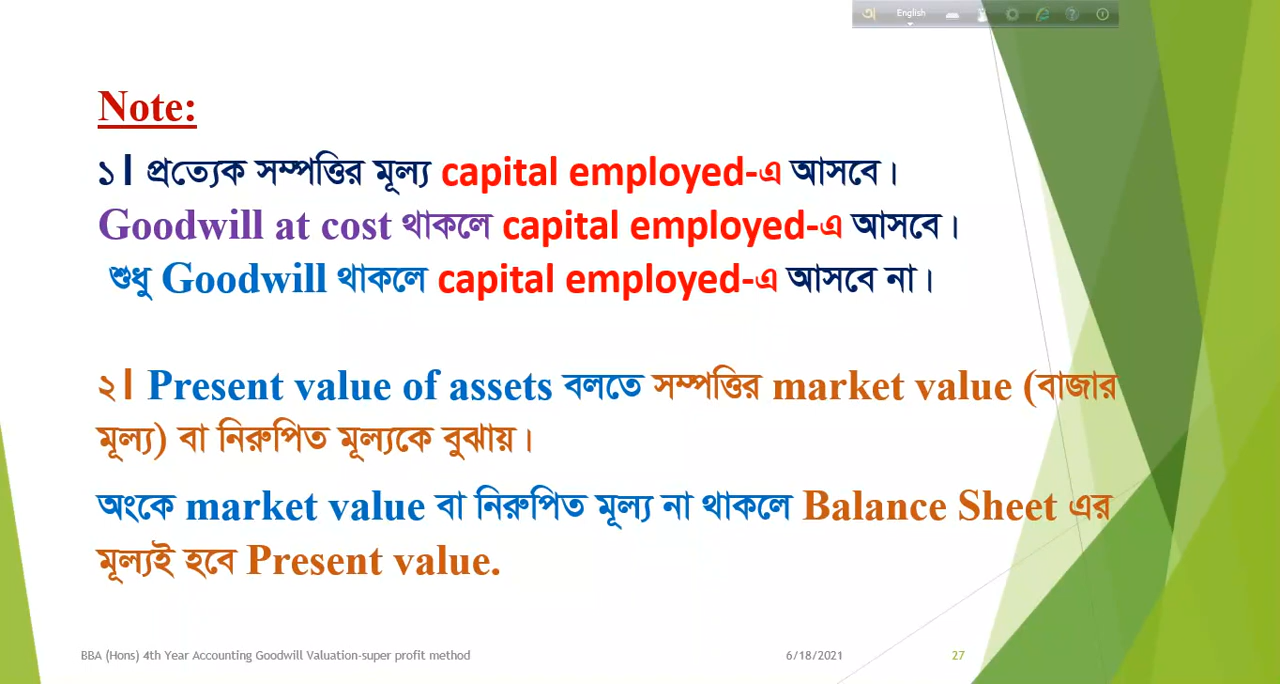 অ
English
Note:
১। প্রত্যেক সম্পত্তির মূল্য capital employed-এ আসবে।
Goodwill at cost থাকলে capital employed-এ আসবে।
শুধু Goodwill থাকলে capital employed-এ আসবে না।
২। Present value of assets বলতে সম্পত্তির market value (বাজার
মূল্য) বা নিরুপিত মূল্যকে বুঝায়।
অংকে market value বা নিরুপিত মূল্য না থাকলে Balance Sheet এর
মূল্যই হবে Present value.
BBA (Hons) 4th Year Accounting Goodwill Valuation-super profit method 6/18/2021 27